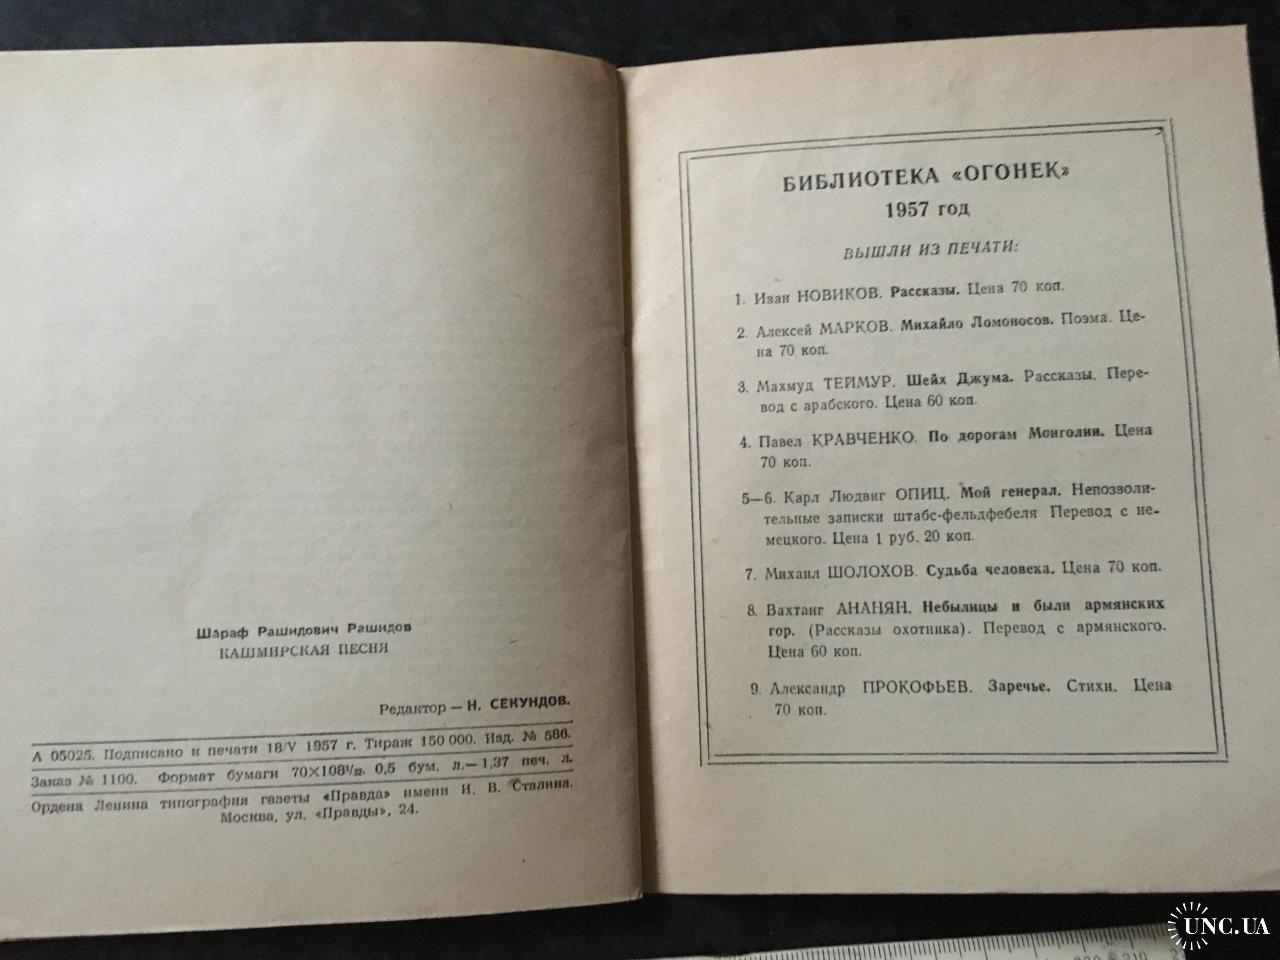 Шараф Рашидович Рашидов
КАШМИРСКАЯ ПЕСНЯ
Редактор — Н. СЕКУНДОВ.
А 05025. Подписано к печати 18/V 1957 г. Тираж 150 000. Изд. № 586.
Заказ № 1100. Формат бумаги 70×108¹/₃₂. 0,5 бум. л.— 1,37 печ. л.
Ордена Ленина типография газеты «Правда» имени И. В. Сталина.
Москва, ул. «Правды», 24.
БИБЛИОТЕКА «ОГОНЕК»
1957 год
ВЫШЛИ ИЗ ПЕЧАТИ:
1. Иван НОВИКОВ. Рассказы. Цена 70 коп.
2. Алексей МАРКОВ. Михайло Ломоносов. Поэма. Це-
на 70 коп.
3. Махмуд ТЕЙМУР. Шейх Джума. Рассказы. Пере-
вод с арабского. Цена 60 коп.
4. Павел КРАВЧЕНКО. По дорогам Монголии. Цена
70 коп.
5—6. Карл Людвиг ОПИЦ. Мой генерал. Непозволи-
тельные записки штабс-фельдфебеля Перевод с не-
мецкого. Цена 1 руб. 20 коп.
7. Михаил ШОЛОХОВ. Судьба человека. Цена 70 коп.
8. Вахтанг АНАНЯН. Небылицы и были армянских
гор. (Рассказы охотника). Перевод с армянского.
Цена 60 коп.
9. Александр ПРОКОФЬЕВ. Заречье. Стихи. Цена
70 коп.
UNC.UA